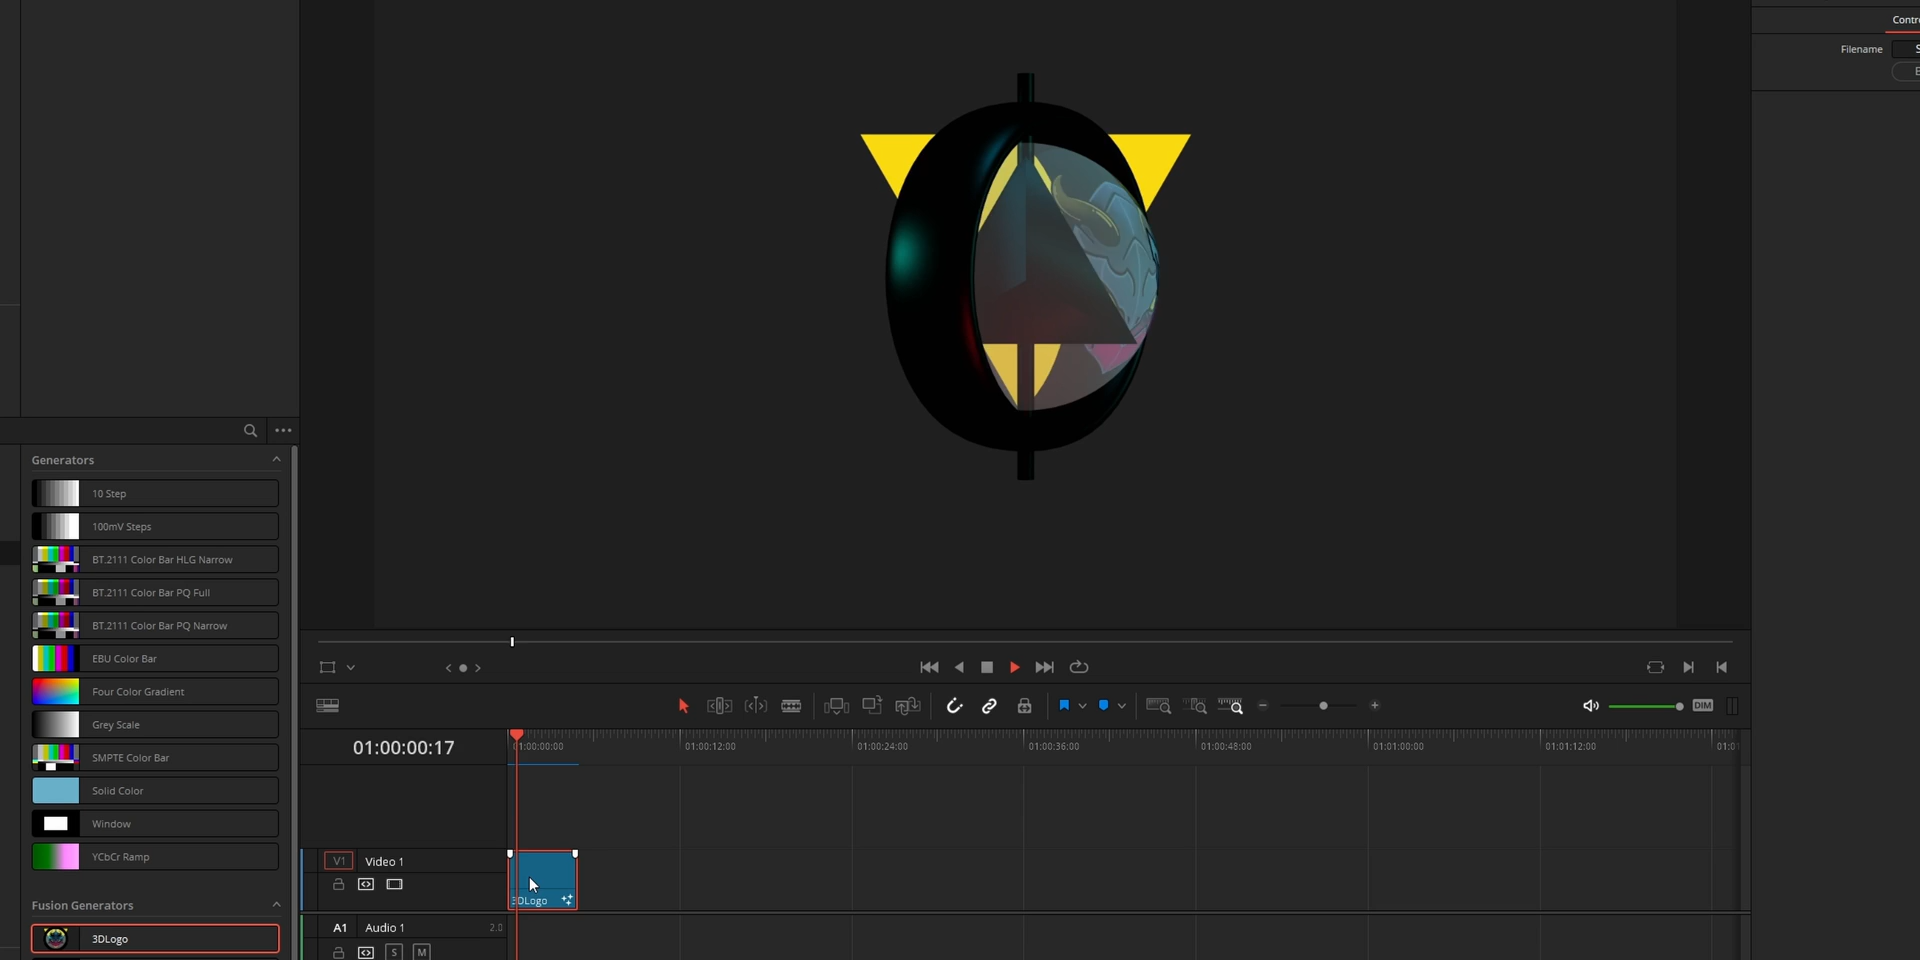 Filename
Generators
10 Step
100mV Steps
BT.2111 Color Bar HLG Narrow
BT.2111 Color Bar PQ Full
BT.2111 Color Bar PQ Narrow
EBU Color Bar
Four Color Gradient
Grey Scale
SMPTE Color Bar
Solid Color
Window
YCbCr Ramp
Fusion Generators
3DLogo
DIM
01:00:00:17
01:00:00:00
01:00:12:00
01:00:24:00
01:00:36:00
01:00:48:00
01:01:00:00
01:01:12:00
V1 Video 1
3DLogo
A1 Audio 1 2.0
S M